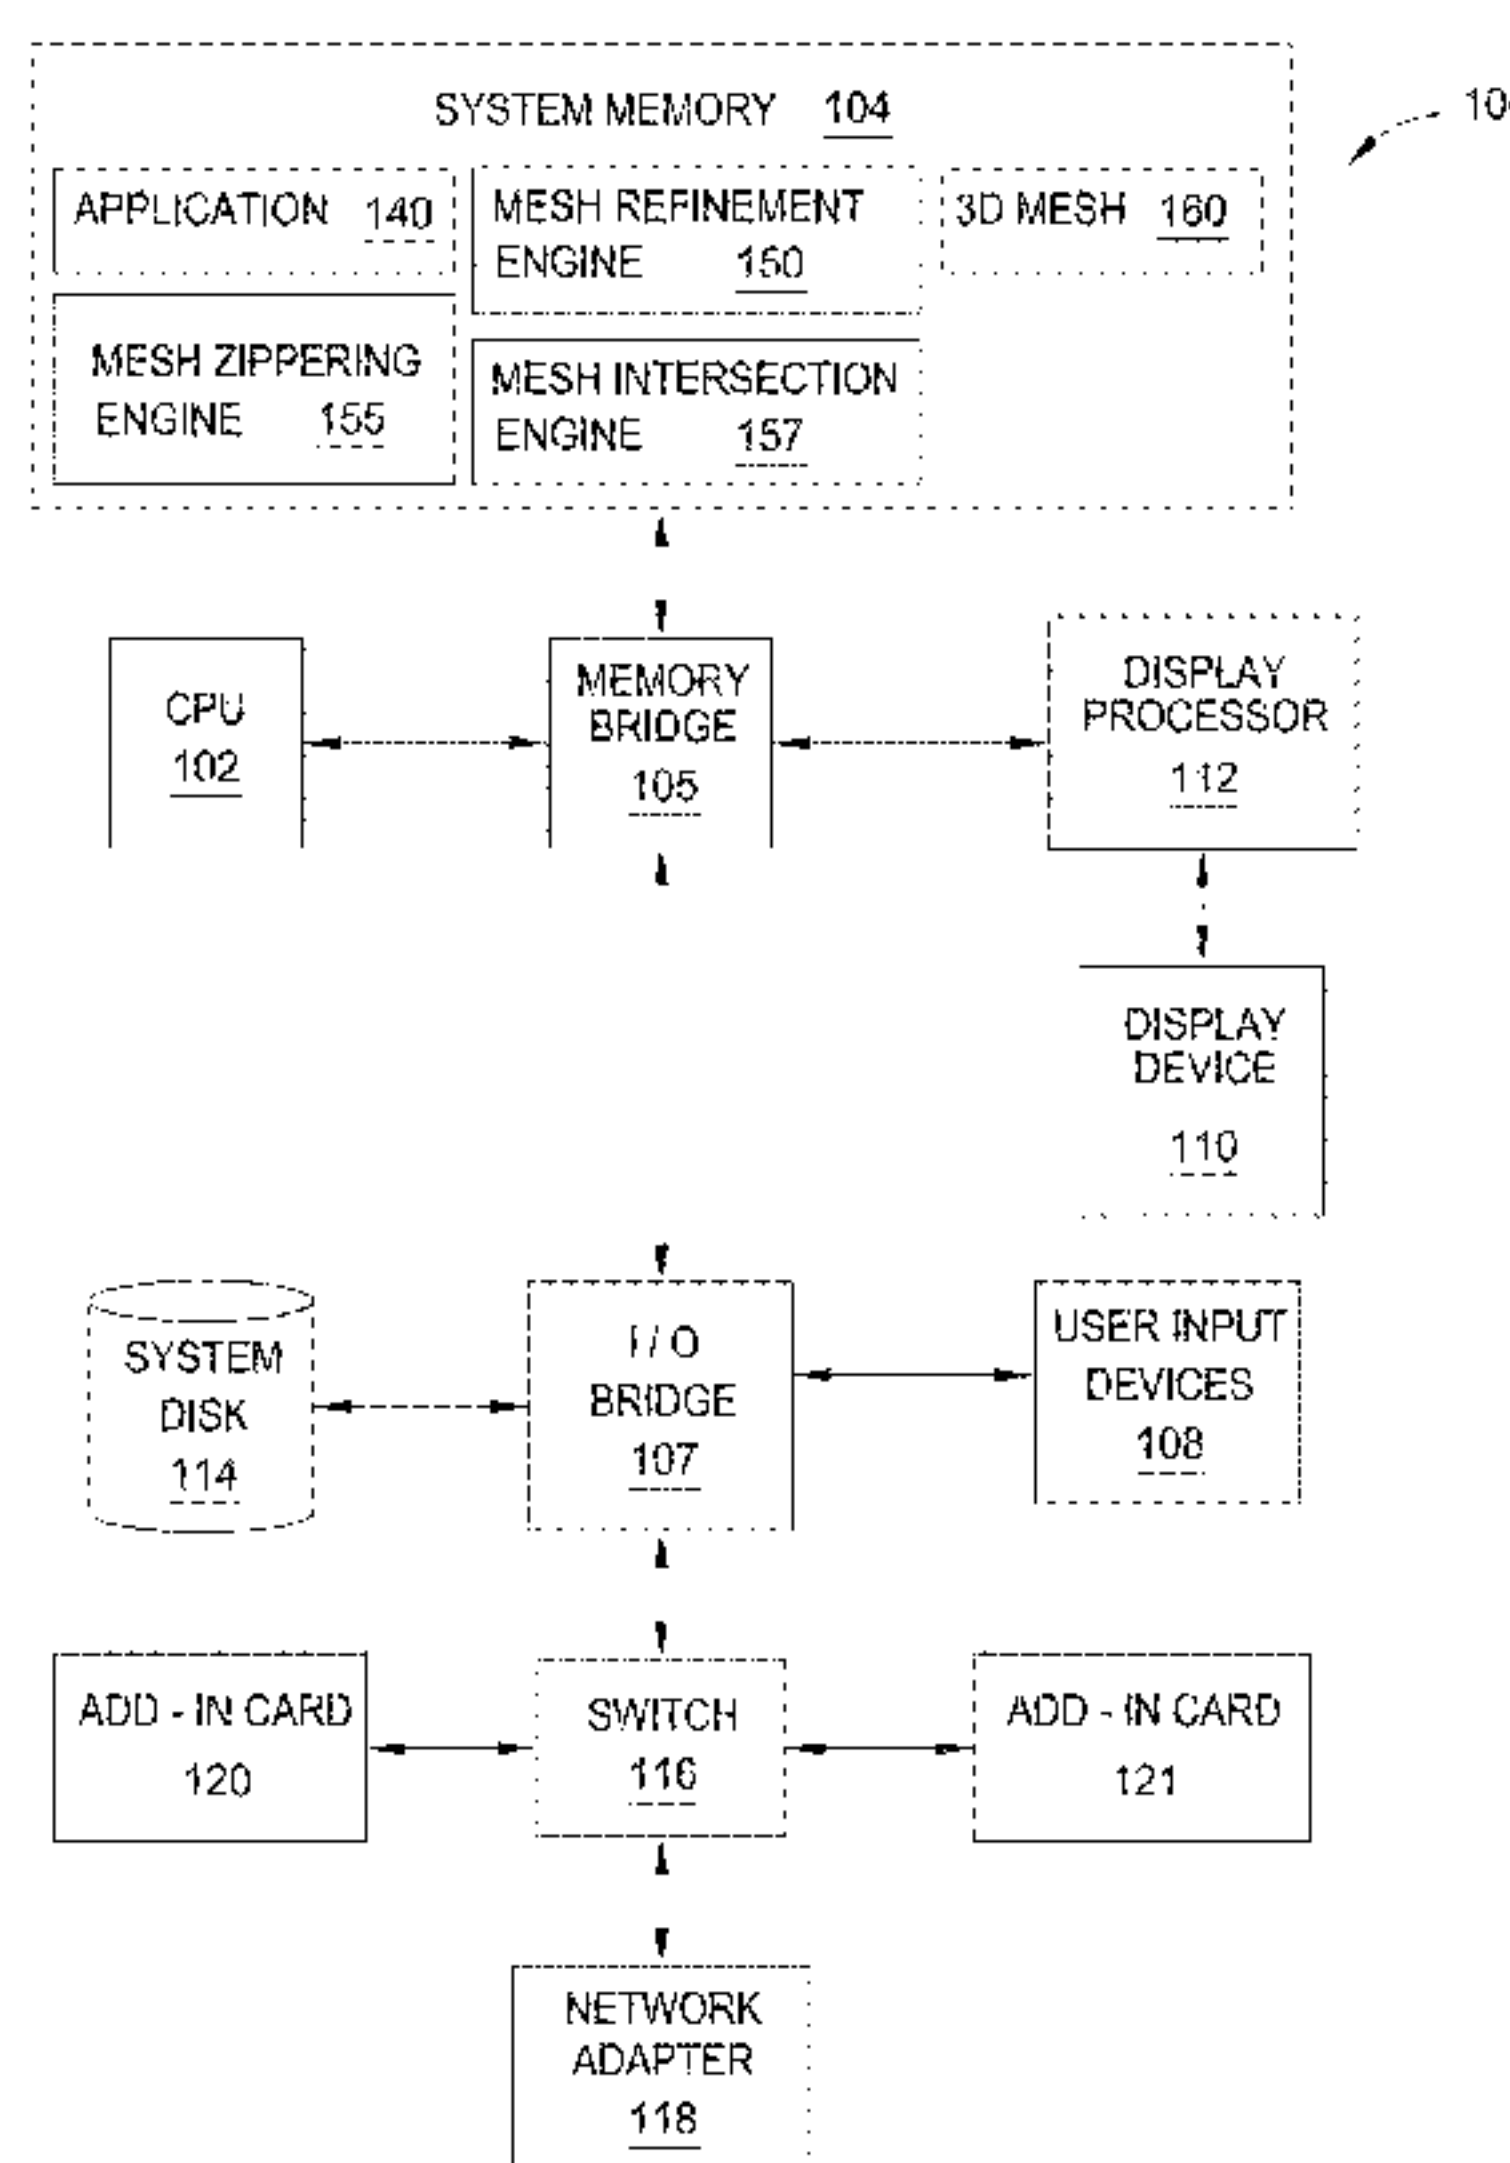 SYSTEM MEMORY 104
APPLICATION 140
MESH REFINEMENT
ENGINE 150
3D MESH 160
MESH ZIPPERING
ENGINE 155
MESH INTERSECTION
ENGINE 157
CPU
102
MEMORY
BRIDGE
105
DISPLAY
PROCESSOR
112
DISPLAY
DEVICE
110
SYSTEM
DISK
114
I/O
BRIDGE
107
USER INPUT
DEVICES
108
ADD-IN CARD
120
SWITCH
116
ADD-IN CARD
121
NETWORK
ADAPTER
118